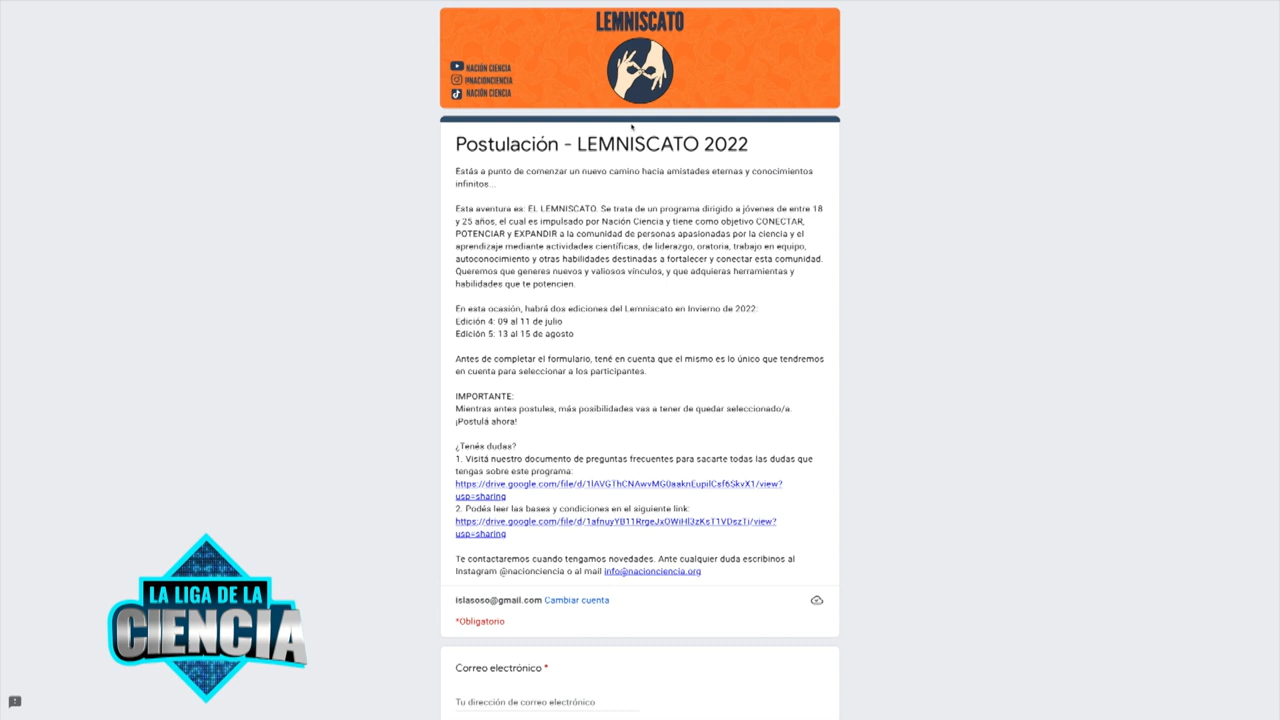 LEMNISCATO
NACIÓN CIENCIA
@NACIONCIENCIA
NACIÓN CIENCIA
Postulación - LEMNISCATO 2022
Estás a punto de comenzar un nuevo camino hacia amistades eternas y conocimientos
infinitos...
Esta aventura es: EL LEMNISCATO. Se trata de un programa dirigido a jóvenes de entre 18
y 25 años, el cual es impulsado por Nación Ciencia y tiene como objetivo CONECTAR,
POTENCIAR y EXPANDIR a la comunidad de personas apasionadas por la ciencia y el
aprendizaje mediante actividades científicas, de liderazgo, oratoria, trabajo en equipo,
autoconocimiento y otras habilidades destinadas a fortalecer y conectar esta comunidad.
Queremos que generes nuevos y valiosos vínculos, y que adquieras herramientas y
habilidades que te potencien.
En esta ocasión, habrá dos ediciones del Lemniscato en Invierno de 2022:
Edición 4: 09 al 11 de julio
Edición 5: 13 al 15 de agosto
Antes de completar el formulario, tené en cuenta que el mismo es lo único que tendremos
en cuenta para seleccionar a los participantes.
IMPORTANTE:
Mientras antes postules, más posibilidades vas a tener de quedar seleccionado/a.
¡Postulá ahora!
¿Tenés dudas?
1. Visitá nuestro documento de preguntas frecuentes para sacarte todas las dudas que
tengas sobre este programa:
usp=sharing
2. Podés leer las bases y condiciones en el siguiente link:
usp=sharing
Te contactaremos cuando tengamos novedades. Ante cualquier duda escribinos al
Instagram @nacionciencia o al mail info@nacionciencia.org
islasoso@gmail.com Cambiar cuenta
*Obligatorio
Correo electrónico *
Tu dirección de correo electrónico
LA LIGA DE LA
CIENCIA